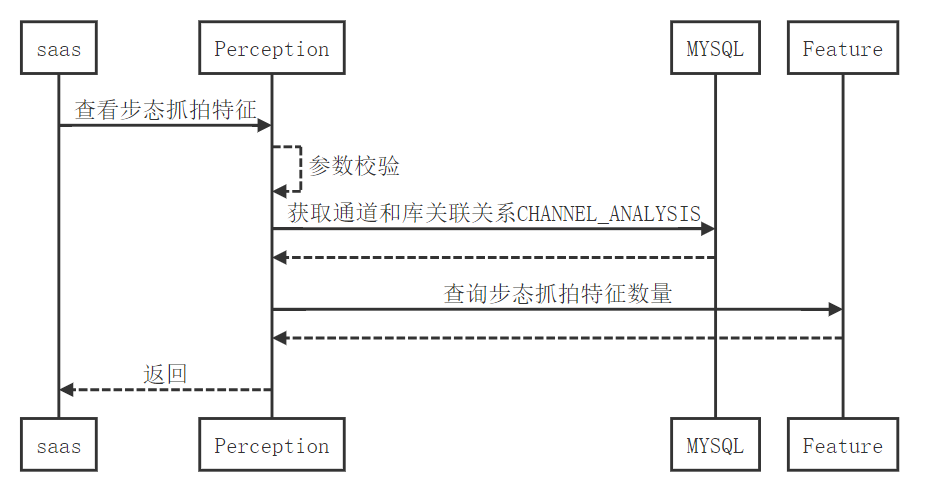 saas
Perception
MYSQL
Feature
查看步态抓拍特征
参数校验
获取通道和库关联关系CHANNEL_ANALYSIS
查询步态抓拍特征数量
返回
saas
Perception
MYSQL
Feature